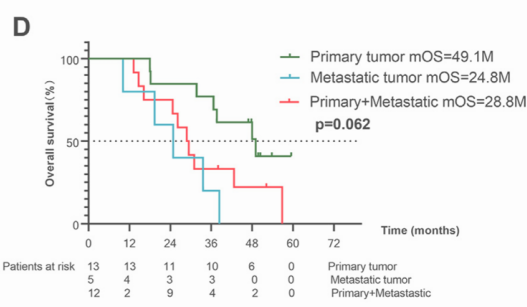 D
Overall survival(%)
100
50
0
Primary tumor mOS=49.1M
Metastatic tumor mOS=24.8M
Primary+Metastatic mOS=28.8M
p=0.062
0 12 24 36 48 60 72
Time (months)
Patients at risk 13 13 11 10 6 0 Primary tumor
5 4 3 3 0 0 Metastatic tumor
12 2 9 4 2 0 Primary+Metastatic